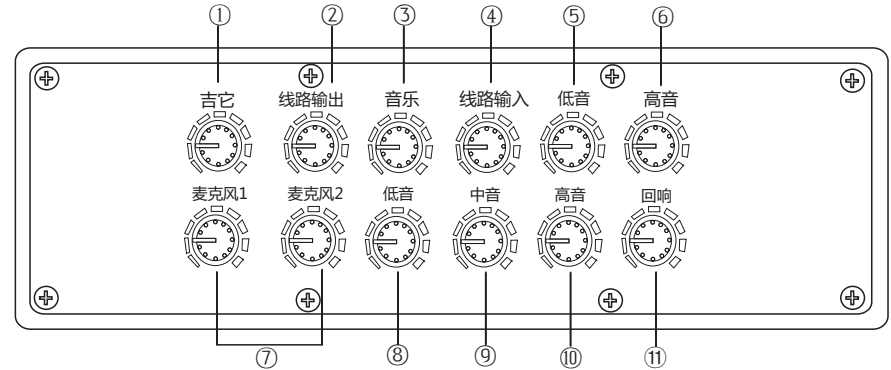 ① ② ③ ④ ⑤ ⑥
吉它 线路输出 音乐 线路输入 低音 高音
麦克风1 麦克风2 低音 中音 高音 回响
⑦ ⑧ ⑨ ⑩ ⑪